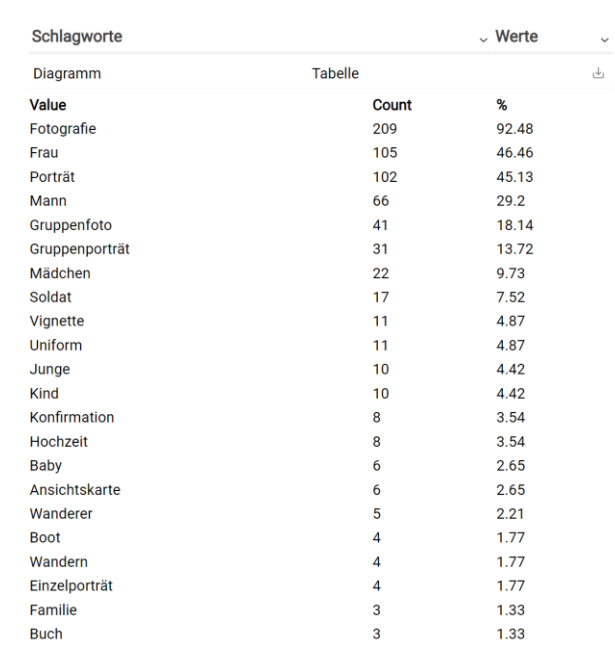 Schlagworte Werte
Diagramm Tabelle
Value Count %
Fotografie 209 92.48
Frau 105 46.46
Porträt 102 45.13
Mann 66 29.2
Gruppenfoto 41 18.14
Gruppenporträt 31 13.72
Mädchen 22 9.73
Soldat 17 7.52
Vignette 11 4.87
Uniform 11 4.87
Junge 10 4.42
Kind 10 4.42
Konfirmation 8 3.54
Hochzeit 8 3.54
Baby 6 2.65
Ansichtskarte 6 2.65
Wanderer 5 2.21
Boot 4 1.77
Wandern 4 1.77
Einzelporträt 4 1.77
Familie 3 1.33
Buch 3 1.33